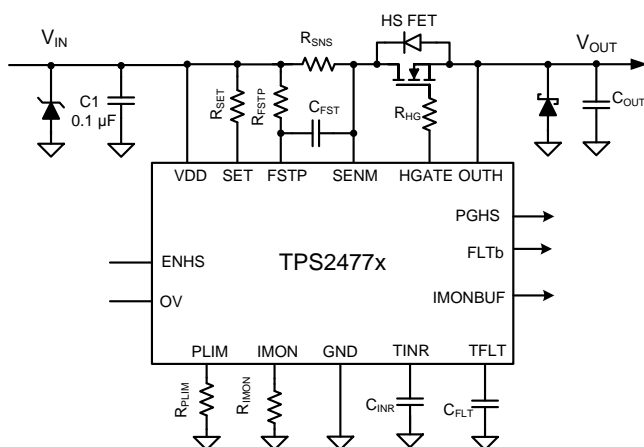 HS FET
V_IN
R_SNS
V_OUT
C1
0.1 µF
R_SET
R_FSTP
C_FST
R_HG
C_OUT
VDD SET FSTP SENM HGATE OUTH
PGHS
FLTb
IMONBUF
ENHS
OV
TPS2477x
PLIM IMON GND TINR TFLT
R_PLIM
R_IMON
C_INR
C_FLT